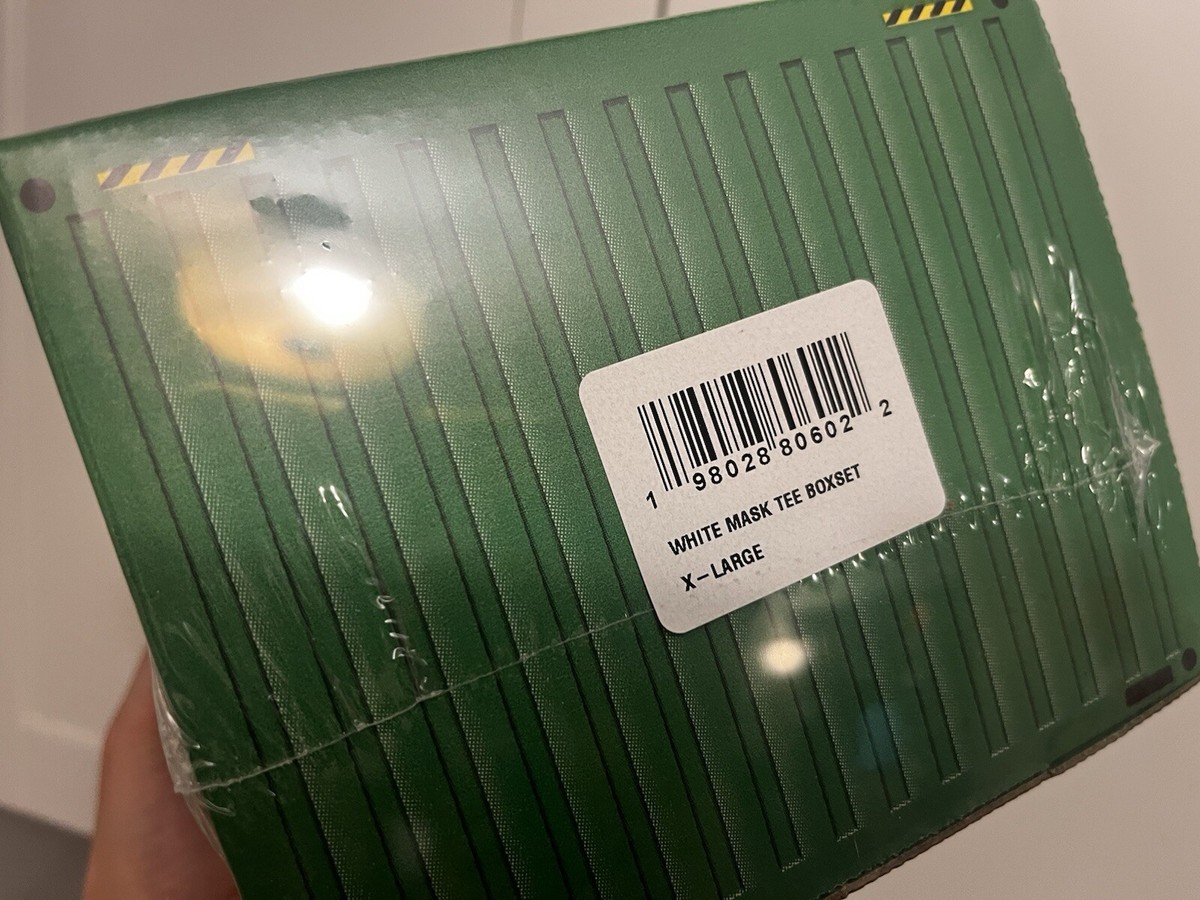 1 98028 80602 2
WHITE MASK TEE BOXSET
X-LARGE